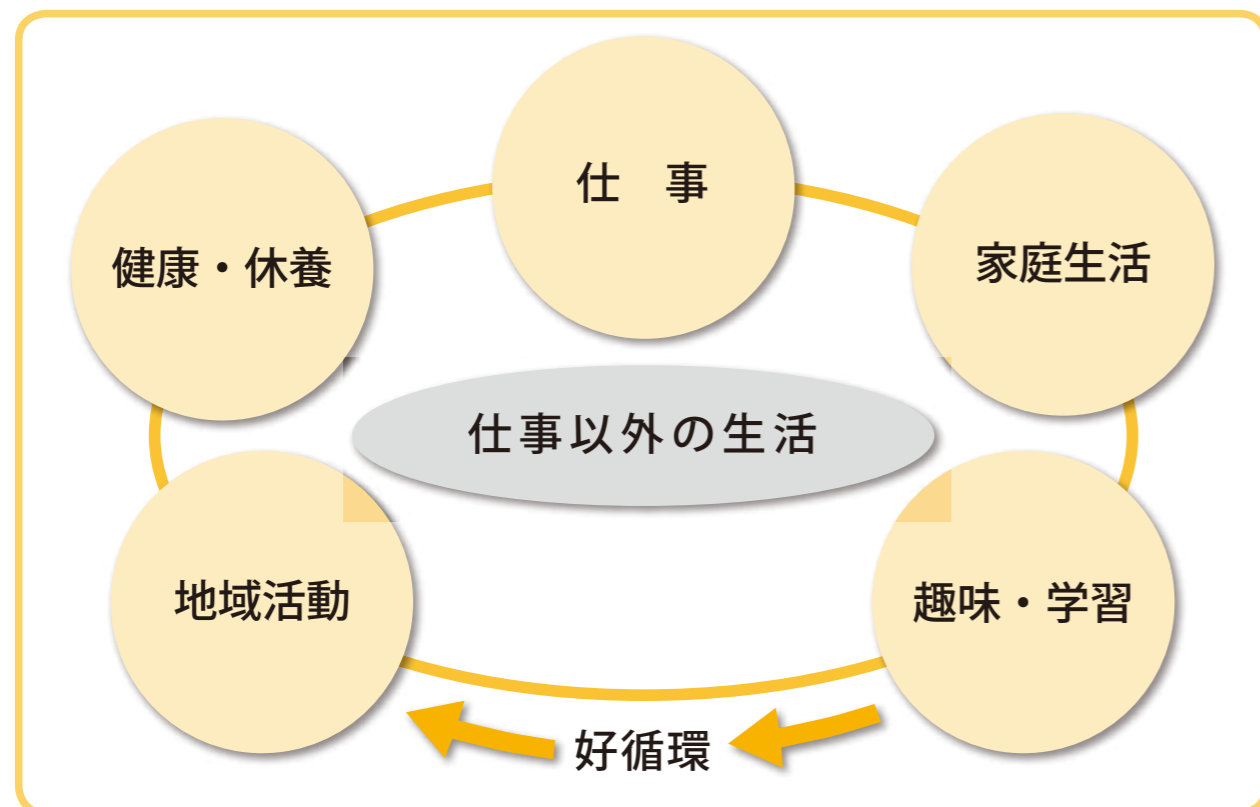 仕　事
健康・休養
家庭生活
仕事以外の生活
地域活動
趣味・学習
好循環